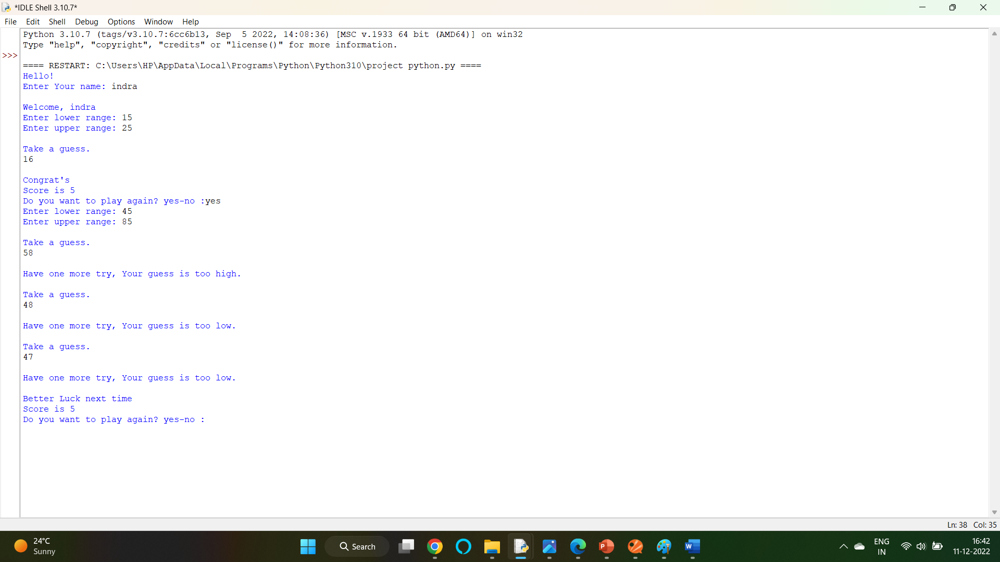 *IDLE Shell 3.10.7*
File Edit Shell Debug Options Window Help
Python 3.10.7 (tags/v3.10.7:6cc6b13, Sep  5 2022, 14:08:36) [MSC v.1933 64 bit (AMD64)] on win32
Type "help", "copyright", "credits" or "license()" for more information.
>>>
==== RESTART: C:\Users\HP\AppData\Local\Programs\Python\Python310\project python.py ====
Hello!
Enter Your name: indra
Welcome, indra
Enter lower range: 15
Enter upper range: 25
Take a guess.
16
Congrat's
Score is 5
Do you want to play again? yes-no :yes
Enter lower range: 45
Enter upper range: 85
Take a guess.
58
Have one more try, Your guess is too high.
Take a guess.
48
Have one more try, Your guess is too low.
Take a guess.
47
Have one more try, Your guess is too low.
Better Luck next time
Score is 5
Do you want to play again? yes-no :
Ln: 38 Col: 35
24°C
Sunny
Search
P
W
ENG
IN
16:42
11-12-2022